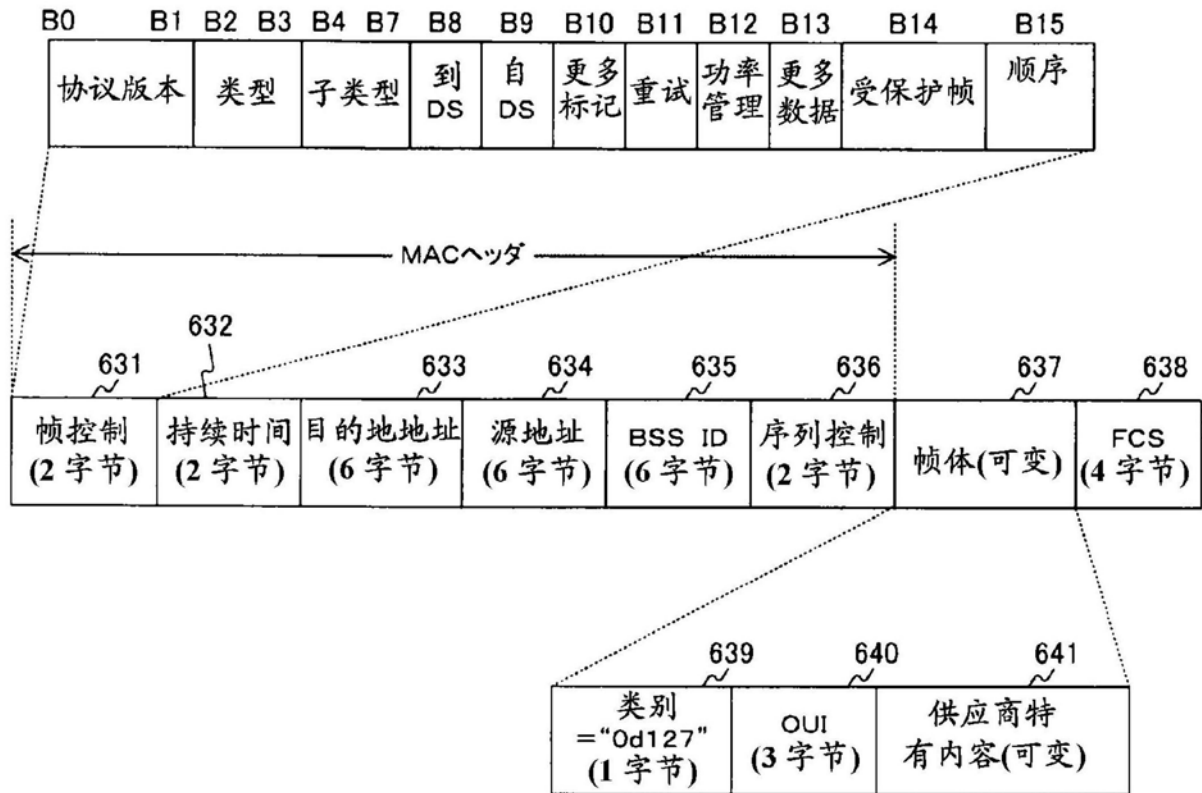 B0 B1 B2 B3 B4 B7 B8 B9 B10 B11 B12 B13 B14 B15
协议版本
类型
子类型
到
DS
自
DS
更多
标记
重试
功率
管理
更多
数据
受保护帧
顺序
MACヘッダ
631 632 633 634 635 636 637 638
帧控制
(2 字节)
持续时间
(2 字节)
目的地地址
(6 字节)
源地址
(6 字节)
BSS ID
(6 字节)
序列控制
(2 字节)
帧体(可变)
FCS
(4 字节)
639 640 641
类别
="0d127"
(1 字节)
OUI
(3 字节)
供应商特
有内容(可变)